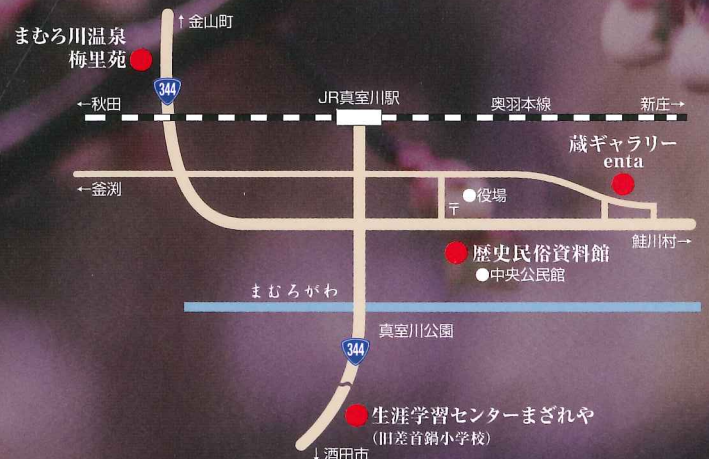 ↑金山町
まむろ川温泉
梅里苑
344
←秋田
JR真室川駅
奥羽本線
新庄→
蔵ギャラリー
enta
←釜渕
〒
役場
鮭川村→
歴史民俗資料館
中央公民館
まむろがわ
真室川公園
344
生涯学習センターまざれや
（旧差首鍋小学校）
↓酒田市